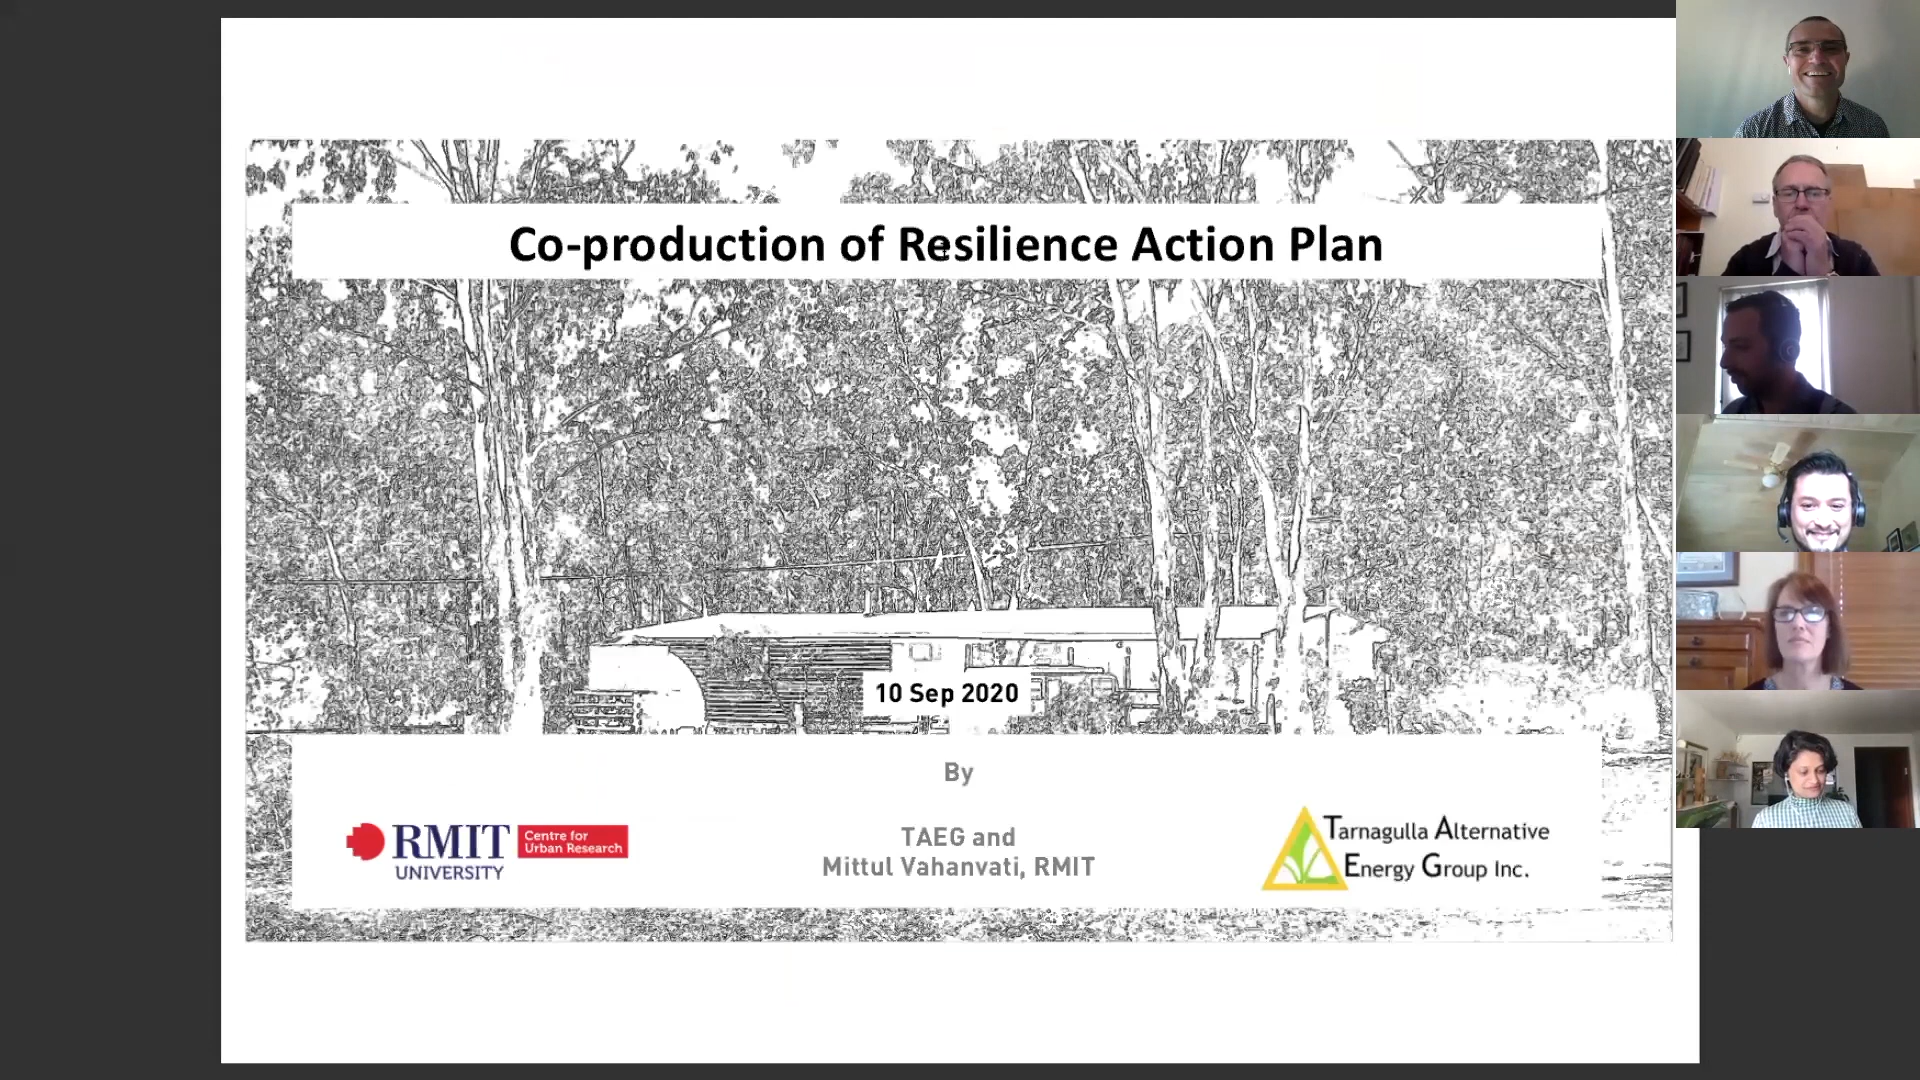 Co-production of Resilience Action Plan
10 Sep 2020
By
TAEG and
Mittul Vahanvati, RMIT
RMIT
UNIVERSITY
Centre for
Urban Research
Tarnagulla Alternative
Energy Group Inc.